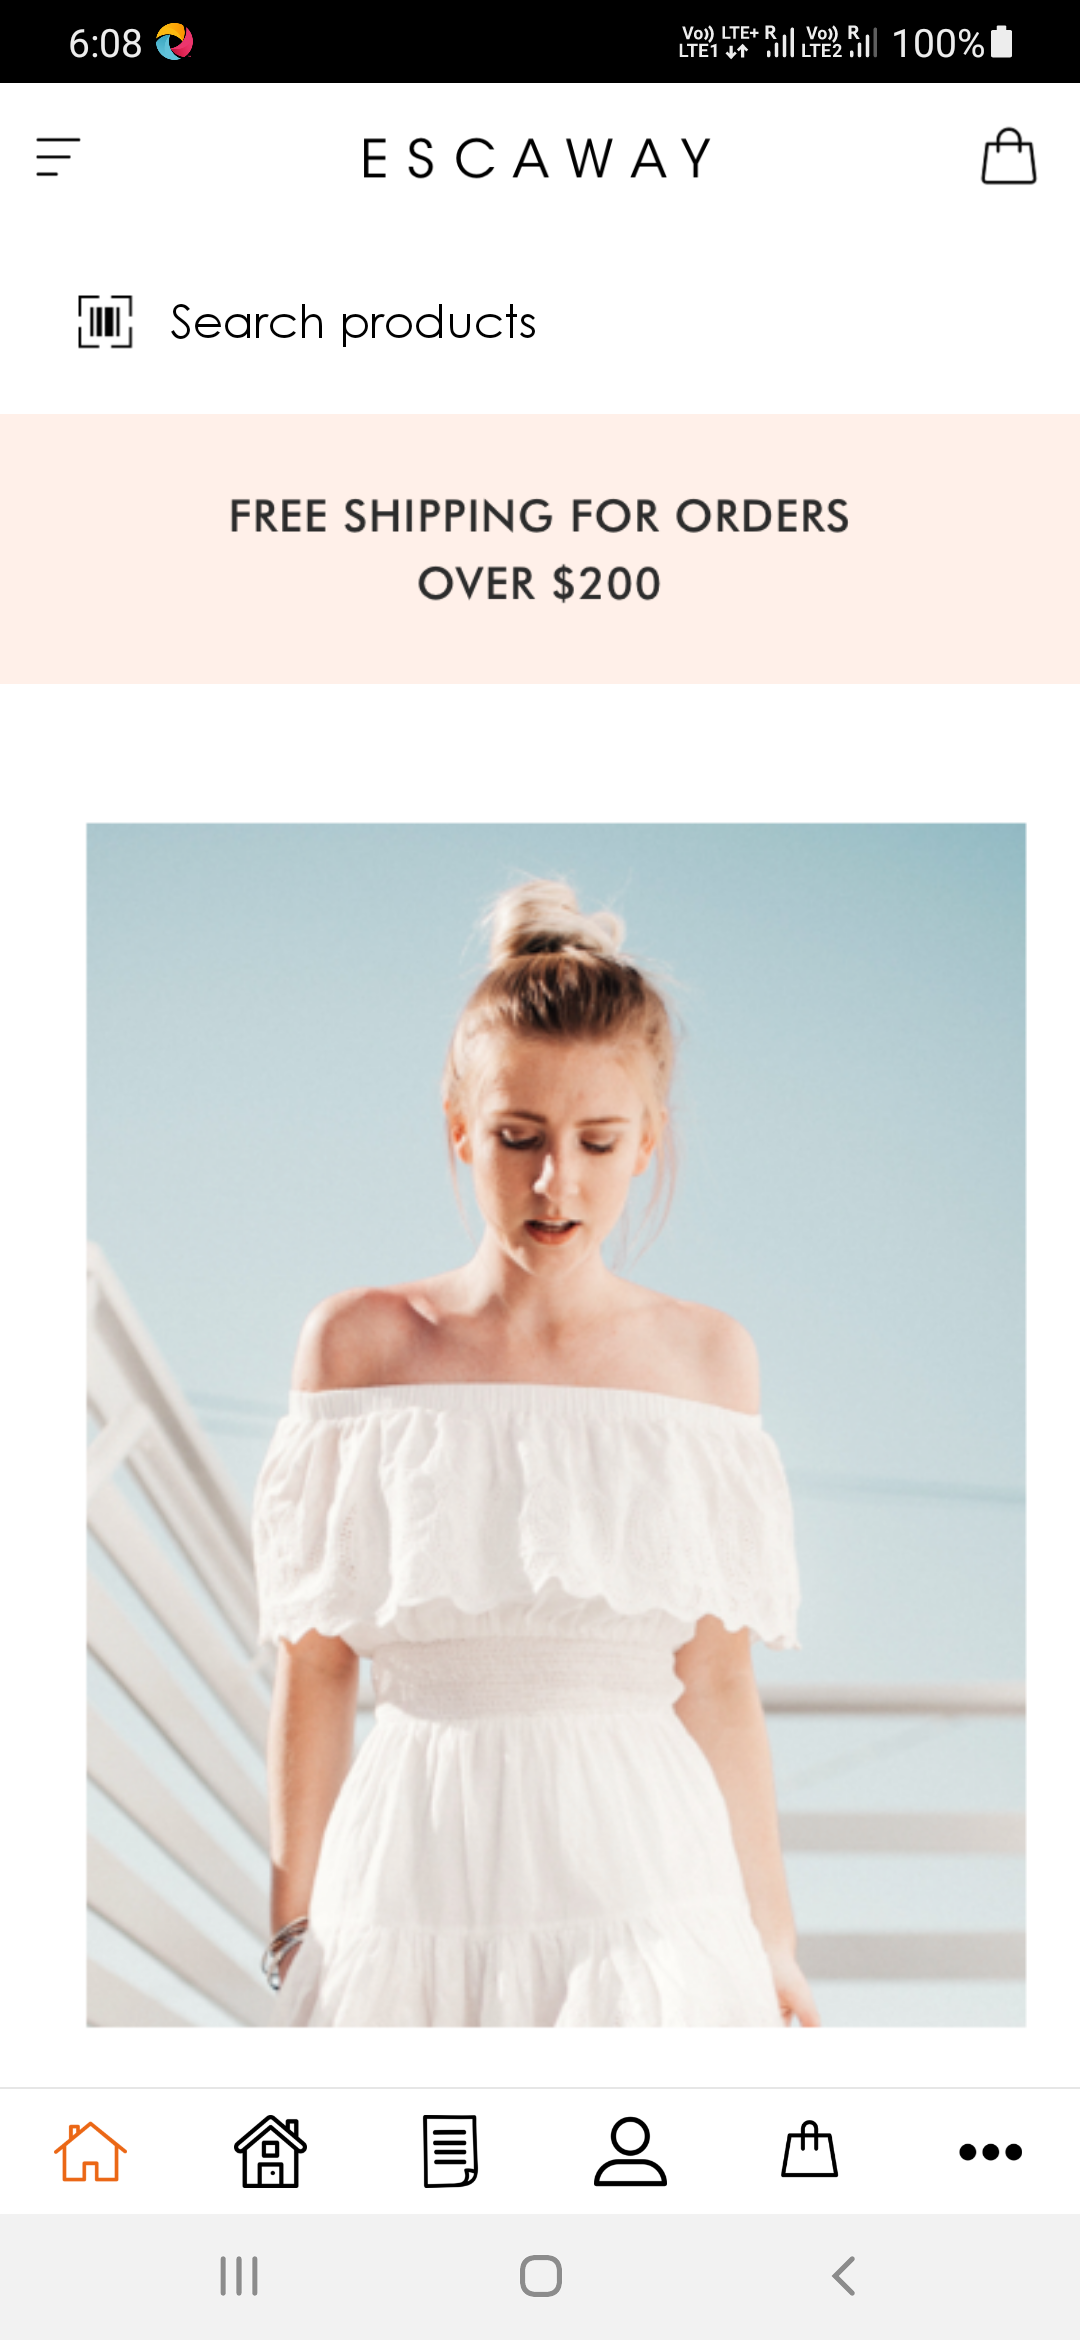 6:08
Vo)) LTE+ R Vo)) R
LTE1 LTE2
100%
ESCAWAY
Search products
FREE SHIPPING FOR ORDERS
OVER $200